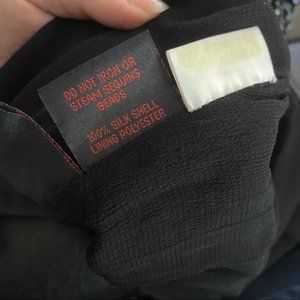 DO NOT IRON OR
STEAM SEQUINS
BEADS
100% SILK SHELL
LINING POLYESTER